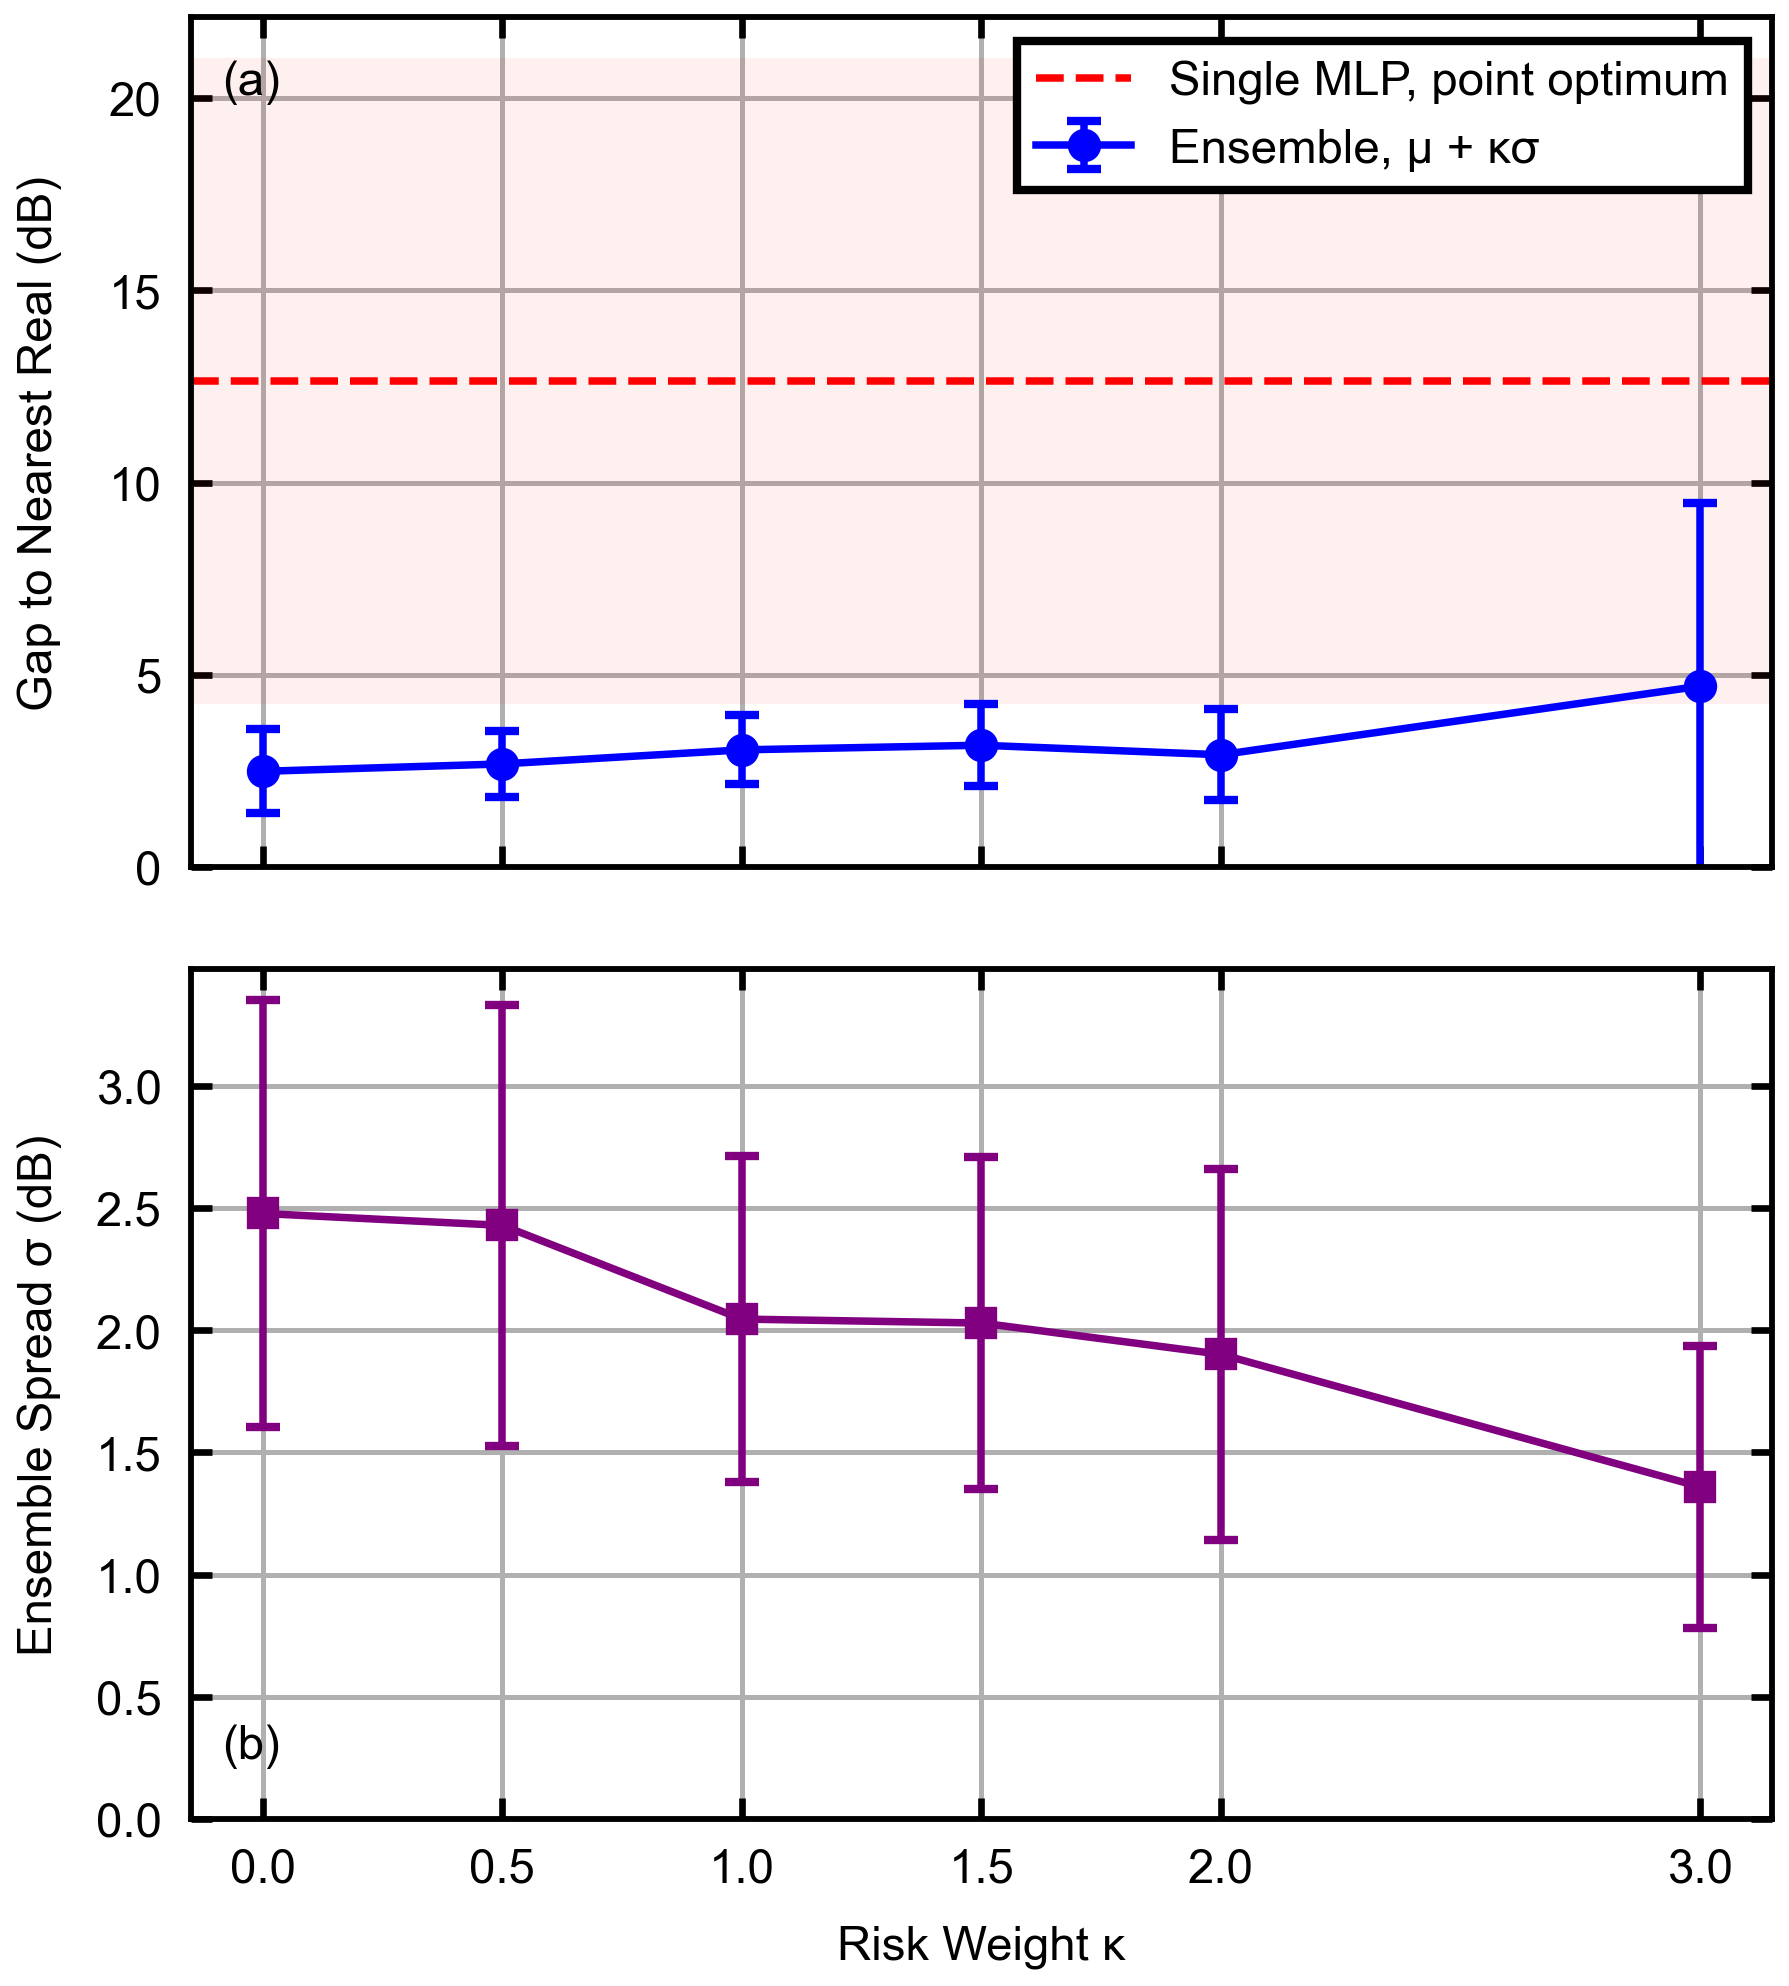 (a)
Single MLP, point optimum
Ensemble, μ + κσ
20
15
10
5
0
Gap to Nearest Real (dB)
3.0
2.5
2.0
1.5
1.0
0.5
0.0
Ensemble Spread σ (dB)
(b)
0.0 0.5 1.0 1.5 2.0 3.0
Risk Weight κ